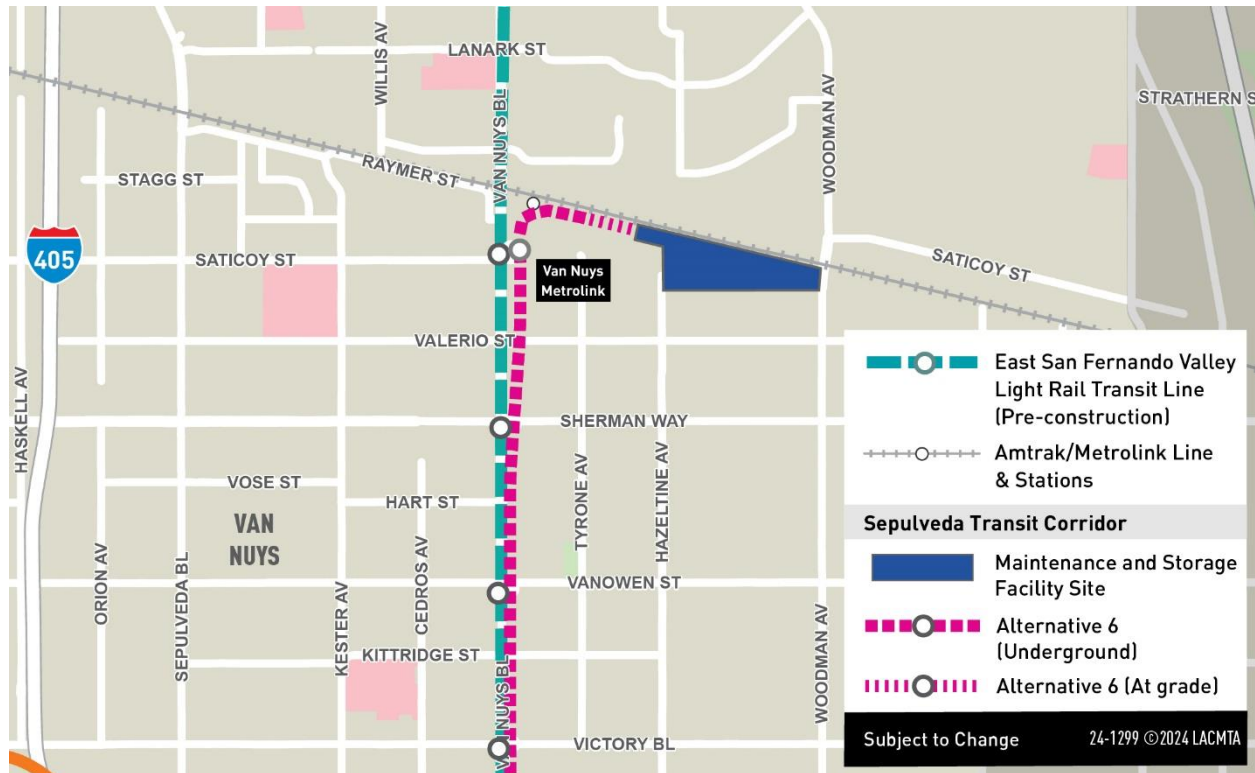 LANARK ST
WILLIS AV
VAN NUYS BL
WOODMAN AV
STRATHERN S
RAYMER ST
STAGG ST
405
SATICOY ST
Van Nuys
Metrolink
SATICOY ST
VALERIO ST
HASKELL AV
SHERMAN WAY
VOSE ST
HART ST
VAN
NUYS
ORION AV
SEPULVEDA BL
KESTER AV
CEDROS AV
TYRONE AV
HAZELTINE AV
VANOWEN ST
KITTRIDGE ST
WOODMAN AV
VAN NUYS BL
VICTORY BL
East San Fernando Valley
Light Rail Transit Line
(Pre-construction)
Amtrak/Metrolink Line
& Stations
Sepulveda Transit Corridor
Maintenance and Storage
Facility Site
Alternative 6
(Underground)
Alternative 6 (At grade)
Subject to Change
24-1299 ©2024 LACMTA